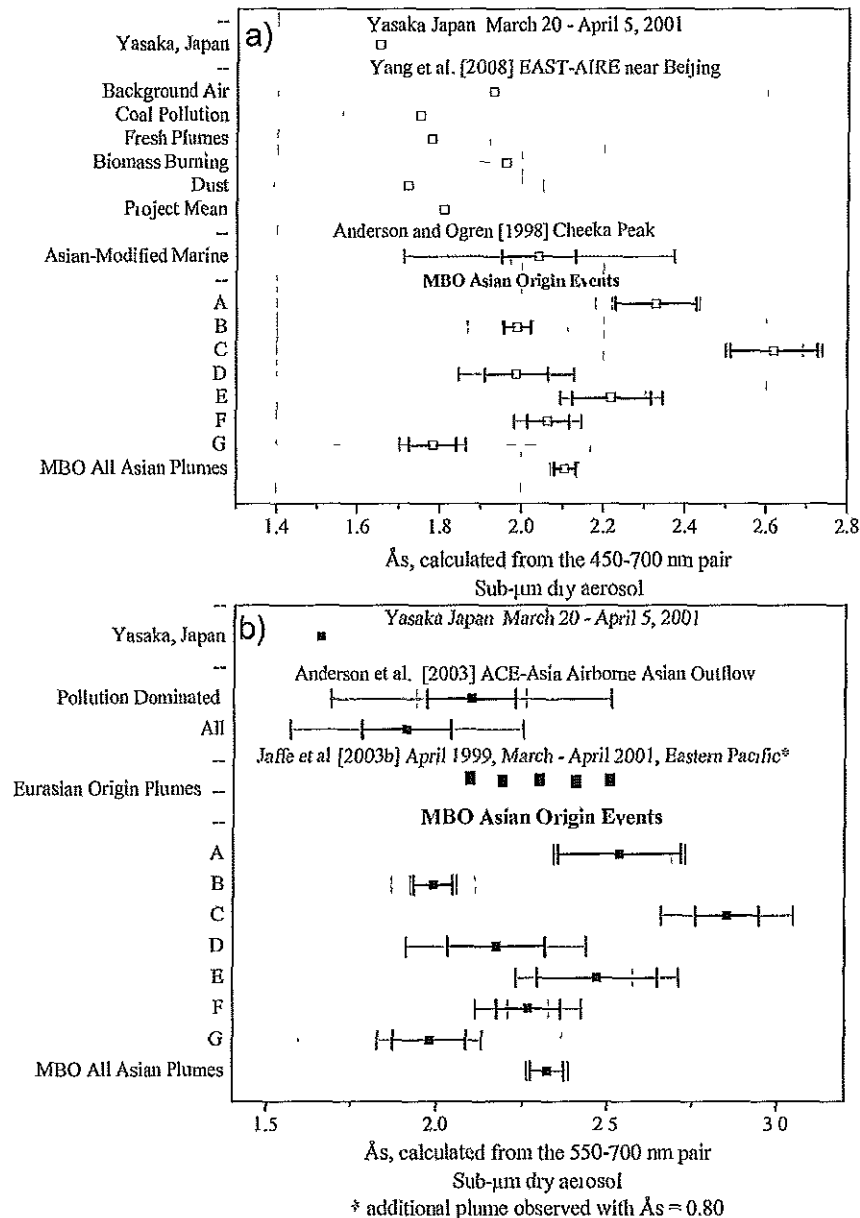 a)
Yasaka Japan March 20 - April 5, 2001
Yasaka, Japan
Yang et al. [2008] EAST-AIRE near Beijing
Background Air
Coal Pollution
Fresh Plumes
Biomass Burning
Dust
Project Mean
Anderson and Ogren [1998] Cheeka Peak
Asian-Modified Marine
MBO Asian Origin Events
A
B
C
D
E
F
G
MBO All Asian Plumes
1.4 1.6 1.8 2.0 2.2 2.4 2.6 2.8
Ås, calculated from the 450-700 nm pair
Sub-μm dry aerosol
b)
Yasaka Japan March 20 - April 5, 2001
Yasaka, Japan
Anderson et al. [2003] ACE-Asia Airborne Asian Outflow
Pollution Dominated
All
Jaffe et al [2003b] April 1999, March - April 2001, Eastern Pacific*
Eurasian Origin Plumes
MBO Asian Origin Events
A
B
C
D
E
F
G
MBO All Asian Plumes
1.5 2.0 2 5 3 0
Ås, calculated from the 550-700 nm pair
Sub-μm dry aerosol
* additional plume observed with Ås = 0.80